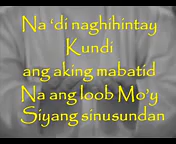 Na ‘di naghihintay
Kundi
ang aking mabatid
Na ang loob Mo’y
Siyang sinusundan